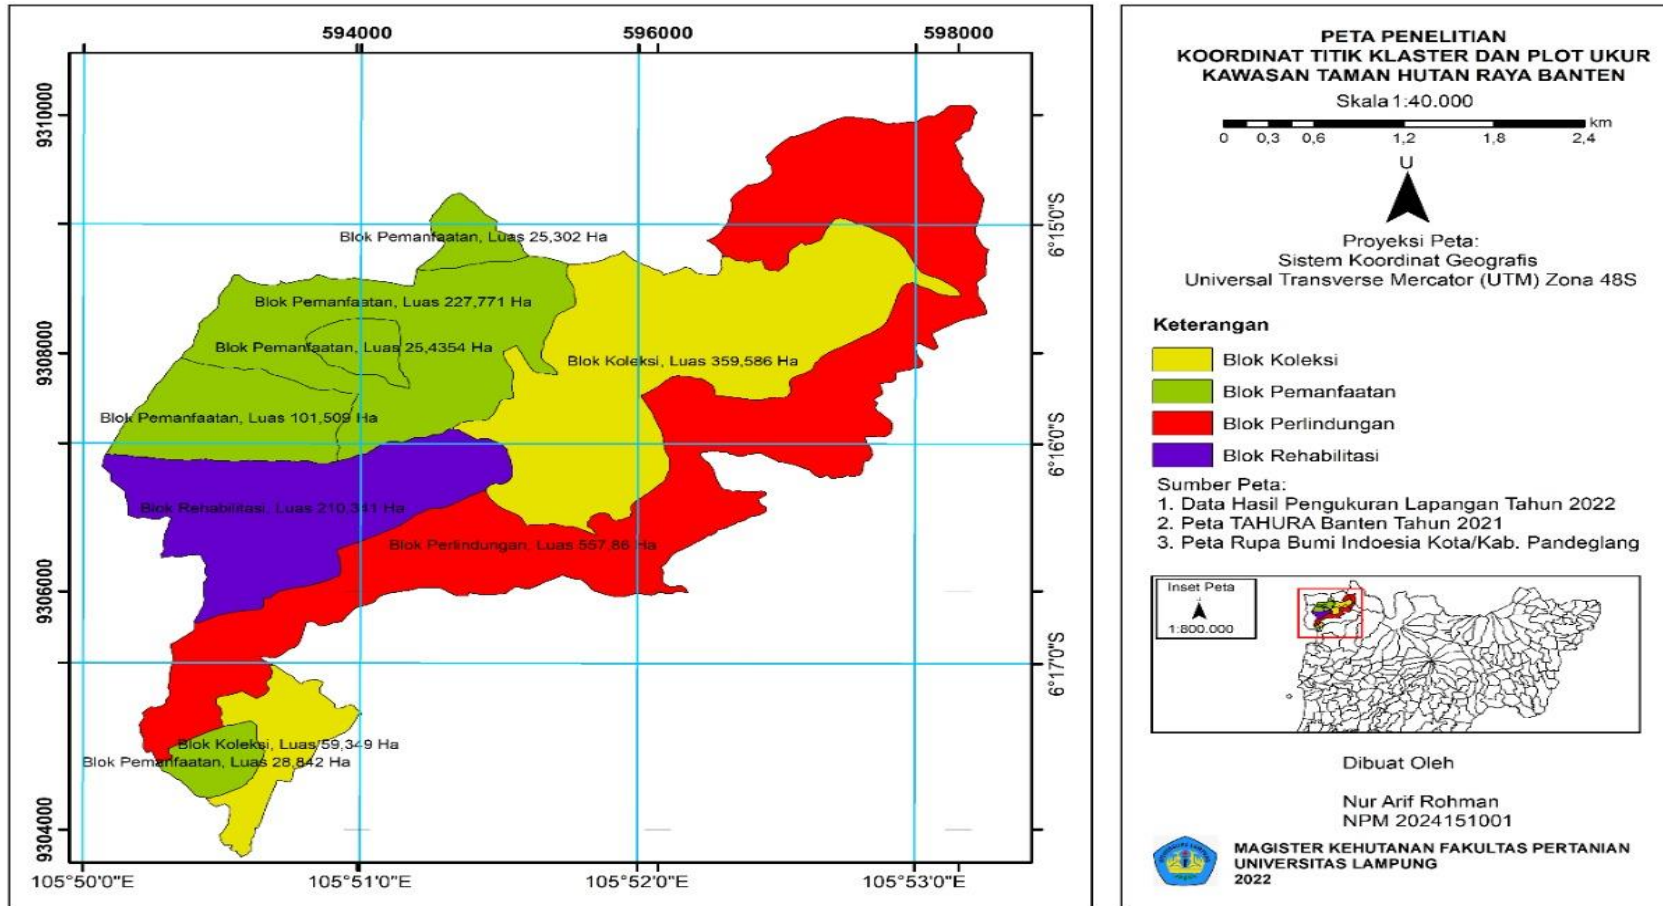 594000
596000
598000
9310000
9308000
9306000
9304000
Blok Pemanfaatan, Luas 25,302 Ha
Blok Pemanfaatan, Luas 227,771 Ha
Blok Pemanfaatan, Luas 25,4354 Ha
Blok Koleksi, Luas 359,586 Ha
Blok Pemanfaatan, Luas 101,509 Ha
Blok Rehabilitasi, Luas 210,341 Ha
Blok Perlindungan, Luas 557,86 Ha
Blok Koleksi, Luas 59,349 Ha
Blok Pemanfaatan, Luas 28,842 Ha
6°15'0"S
6°16'0"S
6°17'0"S
105°50'0"E
105°51'0"E
105°52'0"E
105°53'0"E
PETA PENELITIAN
KOORDINAT TITIK KLASTER DAN PLOT UKUR
KAWASAN TAMAN HUTAN RAYA BANTEN
Skala 1:40.000
km
0 0,3 0,6 1,2 1,8 2,4
U
Proyeksi Peta:
Sistem Koordinat Geografis
Universal Transverse Mercator (UTM) Zona 48S
Keterangan
Blok Koleksi
Blok Pemanfaatan
Blok Perlindungan
Blok Rehabilitasi
Sumber Peta:
1. Data Hasil Pengukuran Lapangan Tahun 2022
2. Peta TAHURA Banten Tahun 2021
3. Peta Rupa Bumi Indoesia Kota/Kab. Pandeglang
Inset Peta
1:800.000
Dibuat Oleh
Nur Arif Rohman
NPM 2024151001
MAGISTER KEHUTANAN FAKULTAS PERTANIAN
UNIVERSITAS LAMPUNG
2022